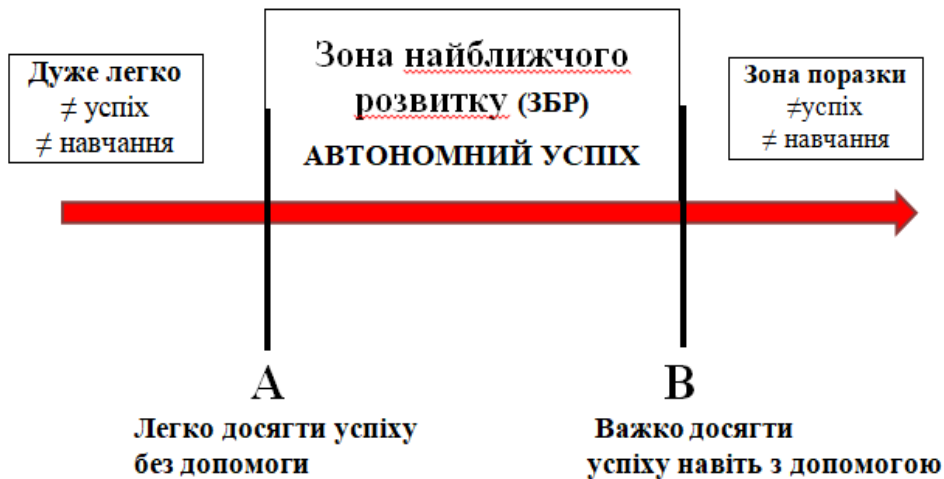 Дуже легко
≠ успіх
≠ навчання
Зона найближчого
розвитку (ЗБР)
АВТОНОМНИЙ УСПІХ
Зона поразки
≠успіх
≠ навчання
А
Легко досягти успіху
без допомоги
В
Важко досягти
успіху навіть з допомогою